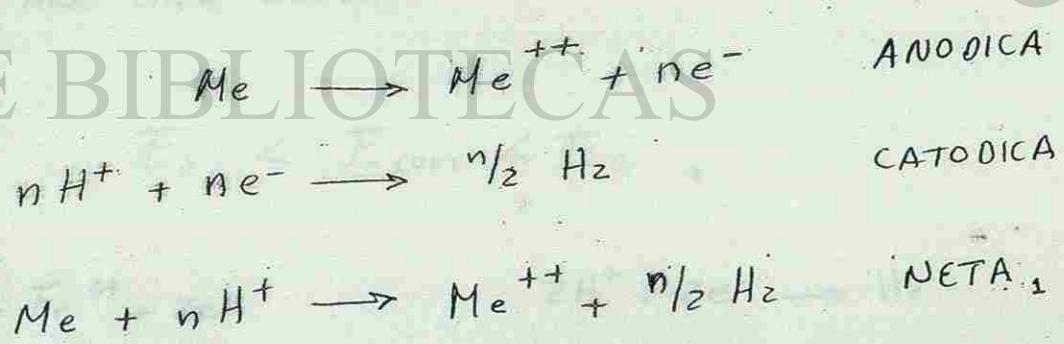 E BIBLIOTECAS
Me → Me⁺⁺ + ne⁻ ANODICA
nH⁺ + ne⁻ → n/2 H₂ CATODICA
Me + nH⁺ → Me⁺⁺ + n/2 H₂ NETA 1